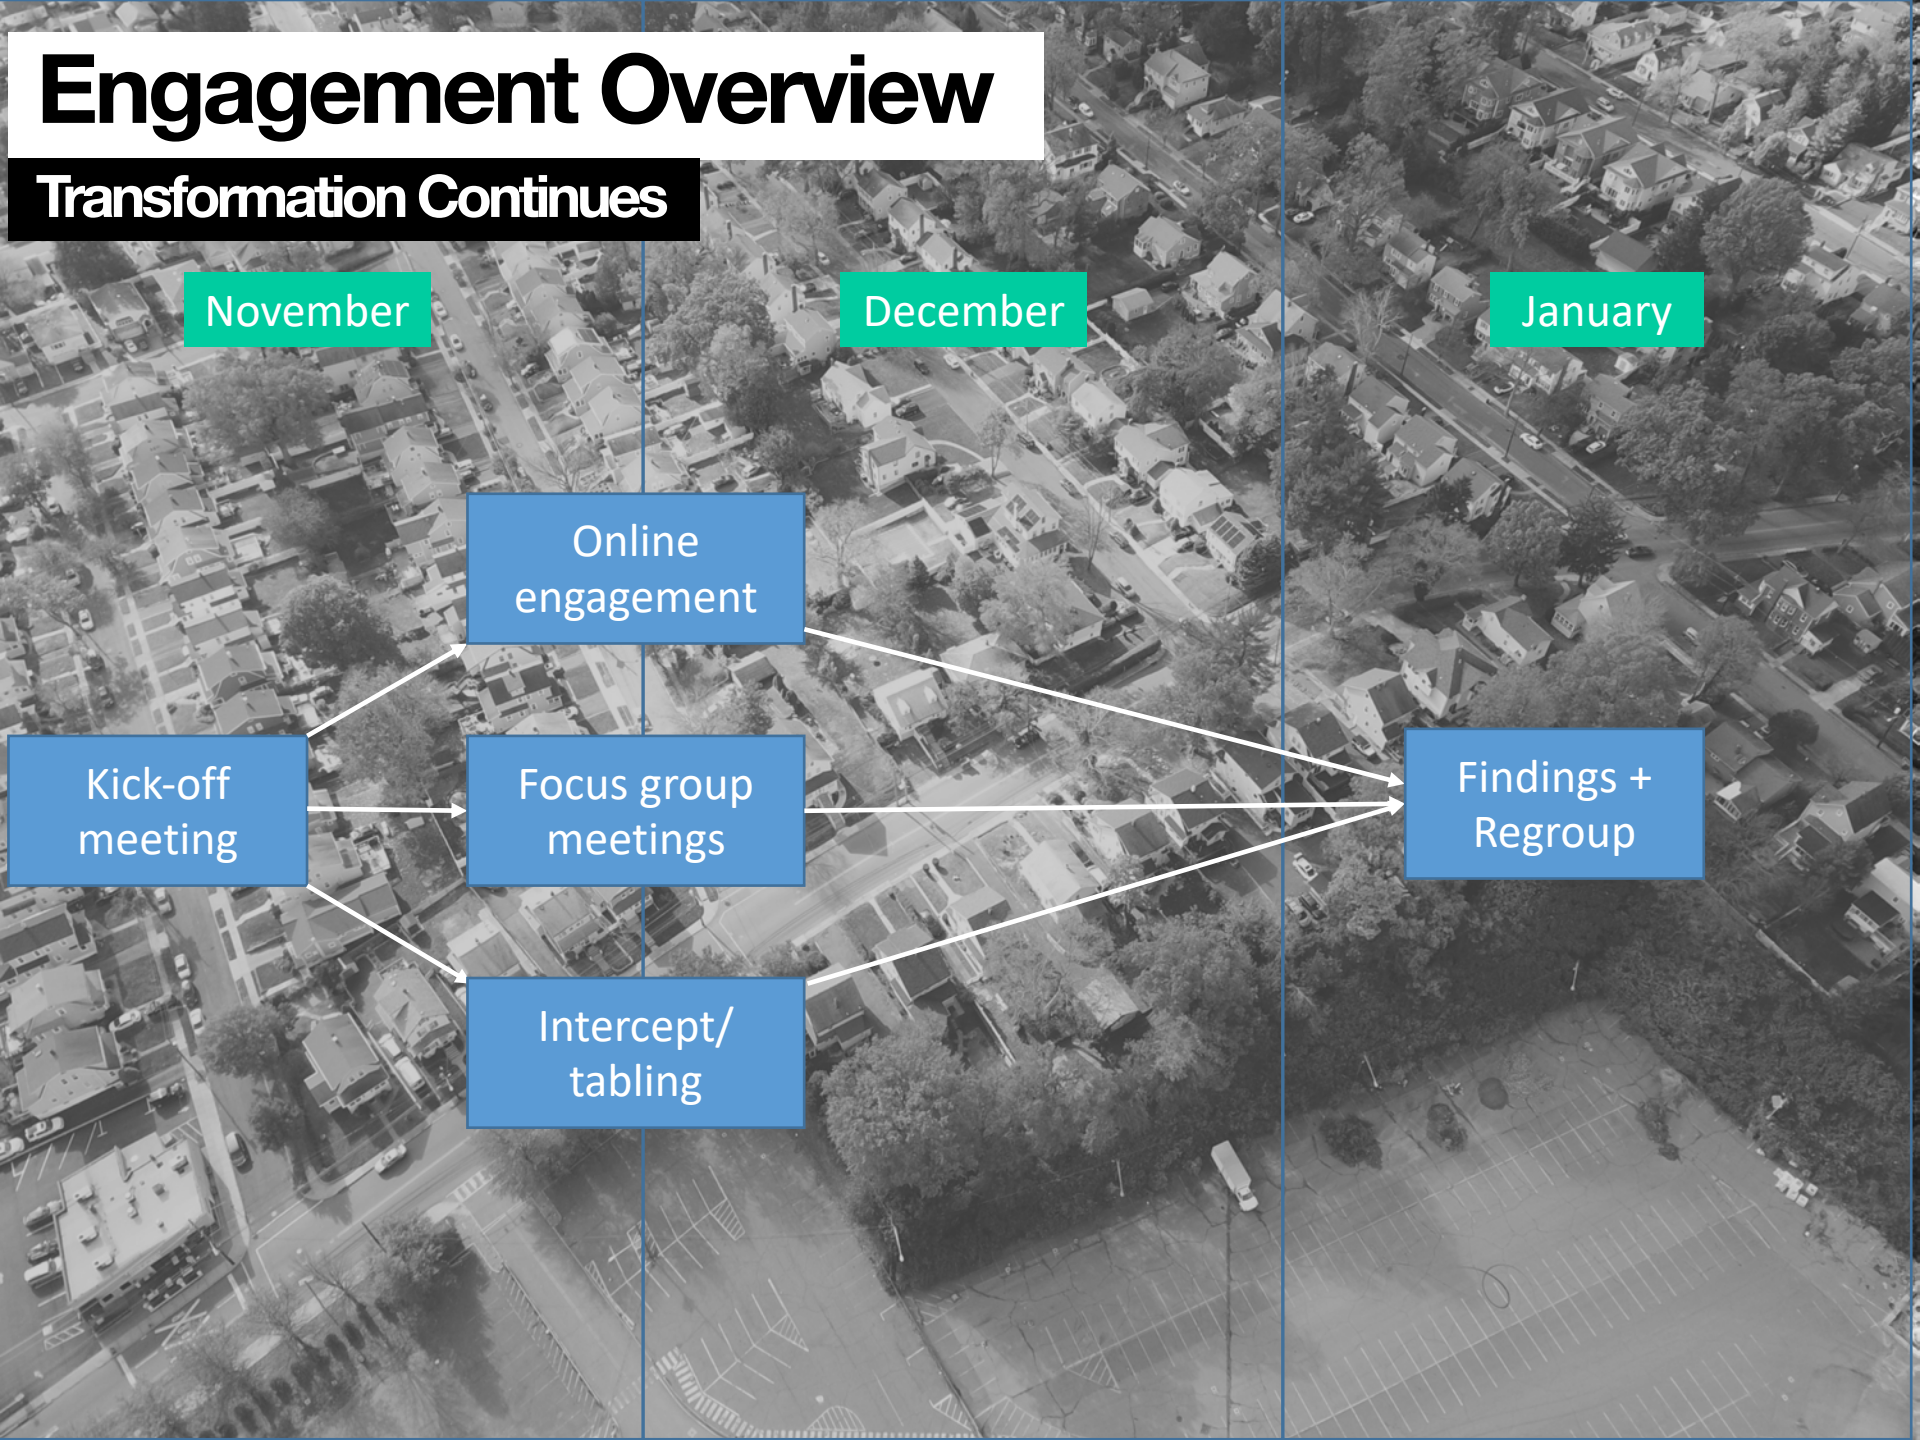 Engagement Overview
Transformation Continues
November
December
January
Online
engagement
Kick-off
meeting
Focus group
meetings
Findings +
Regroup
Intercept/
tabling